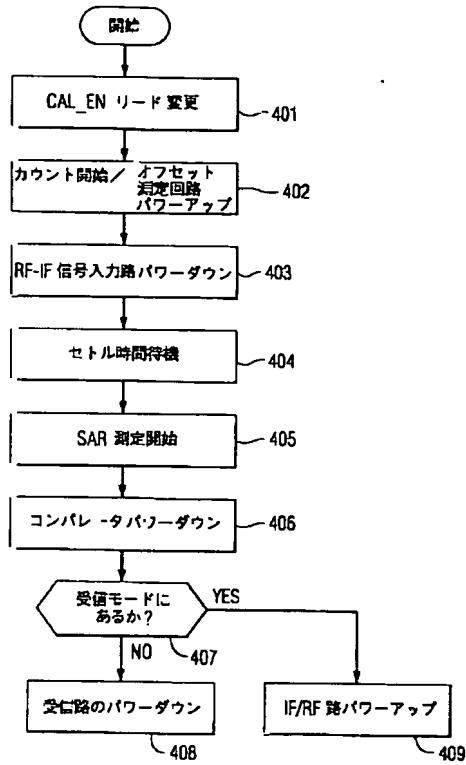 開始
CAL_EN リード 変更
401
カウント開始／ オフセット
測定回路
パワーアップ
402
RF-IF 信号入力路パワーダウン
403
セトル時間待機
404
SAR 測定開始
405
コンパレータパワーダウン
406
受信モードに
あるか？
YES
NO
407
受信路のパワーダウン
408
IF/RF 路パワーアップ
409